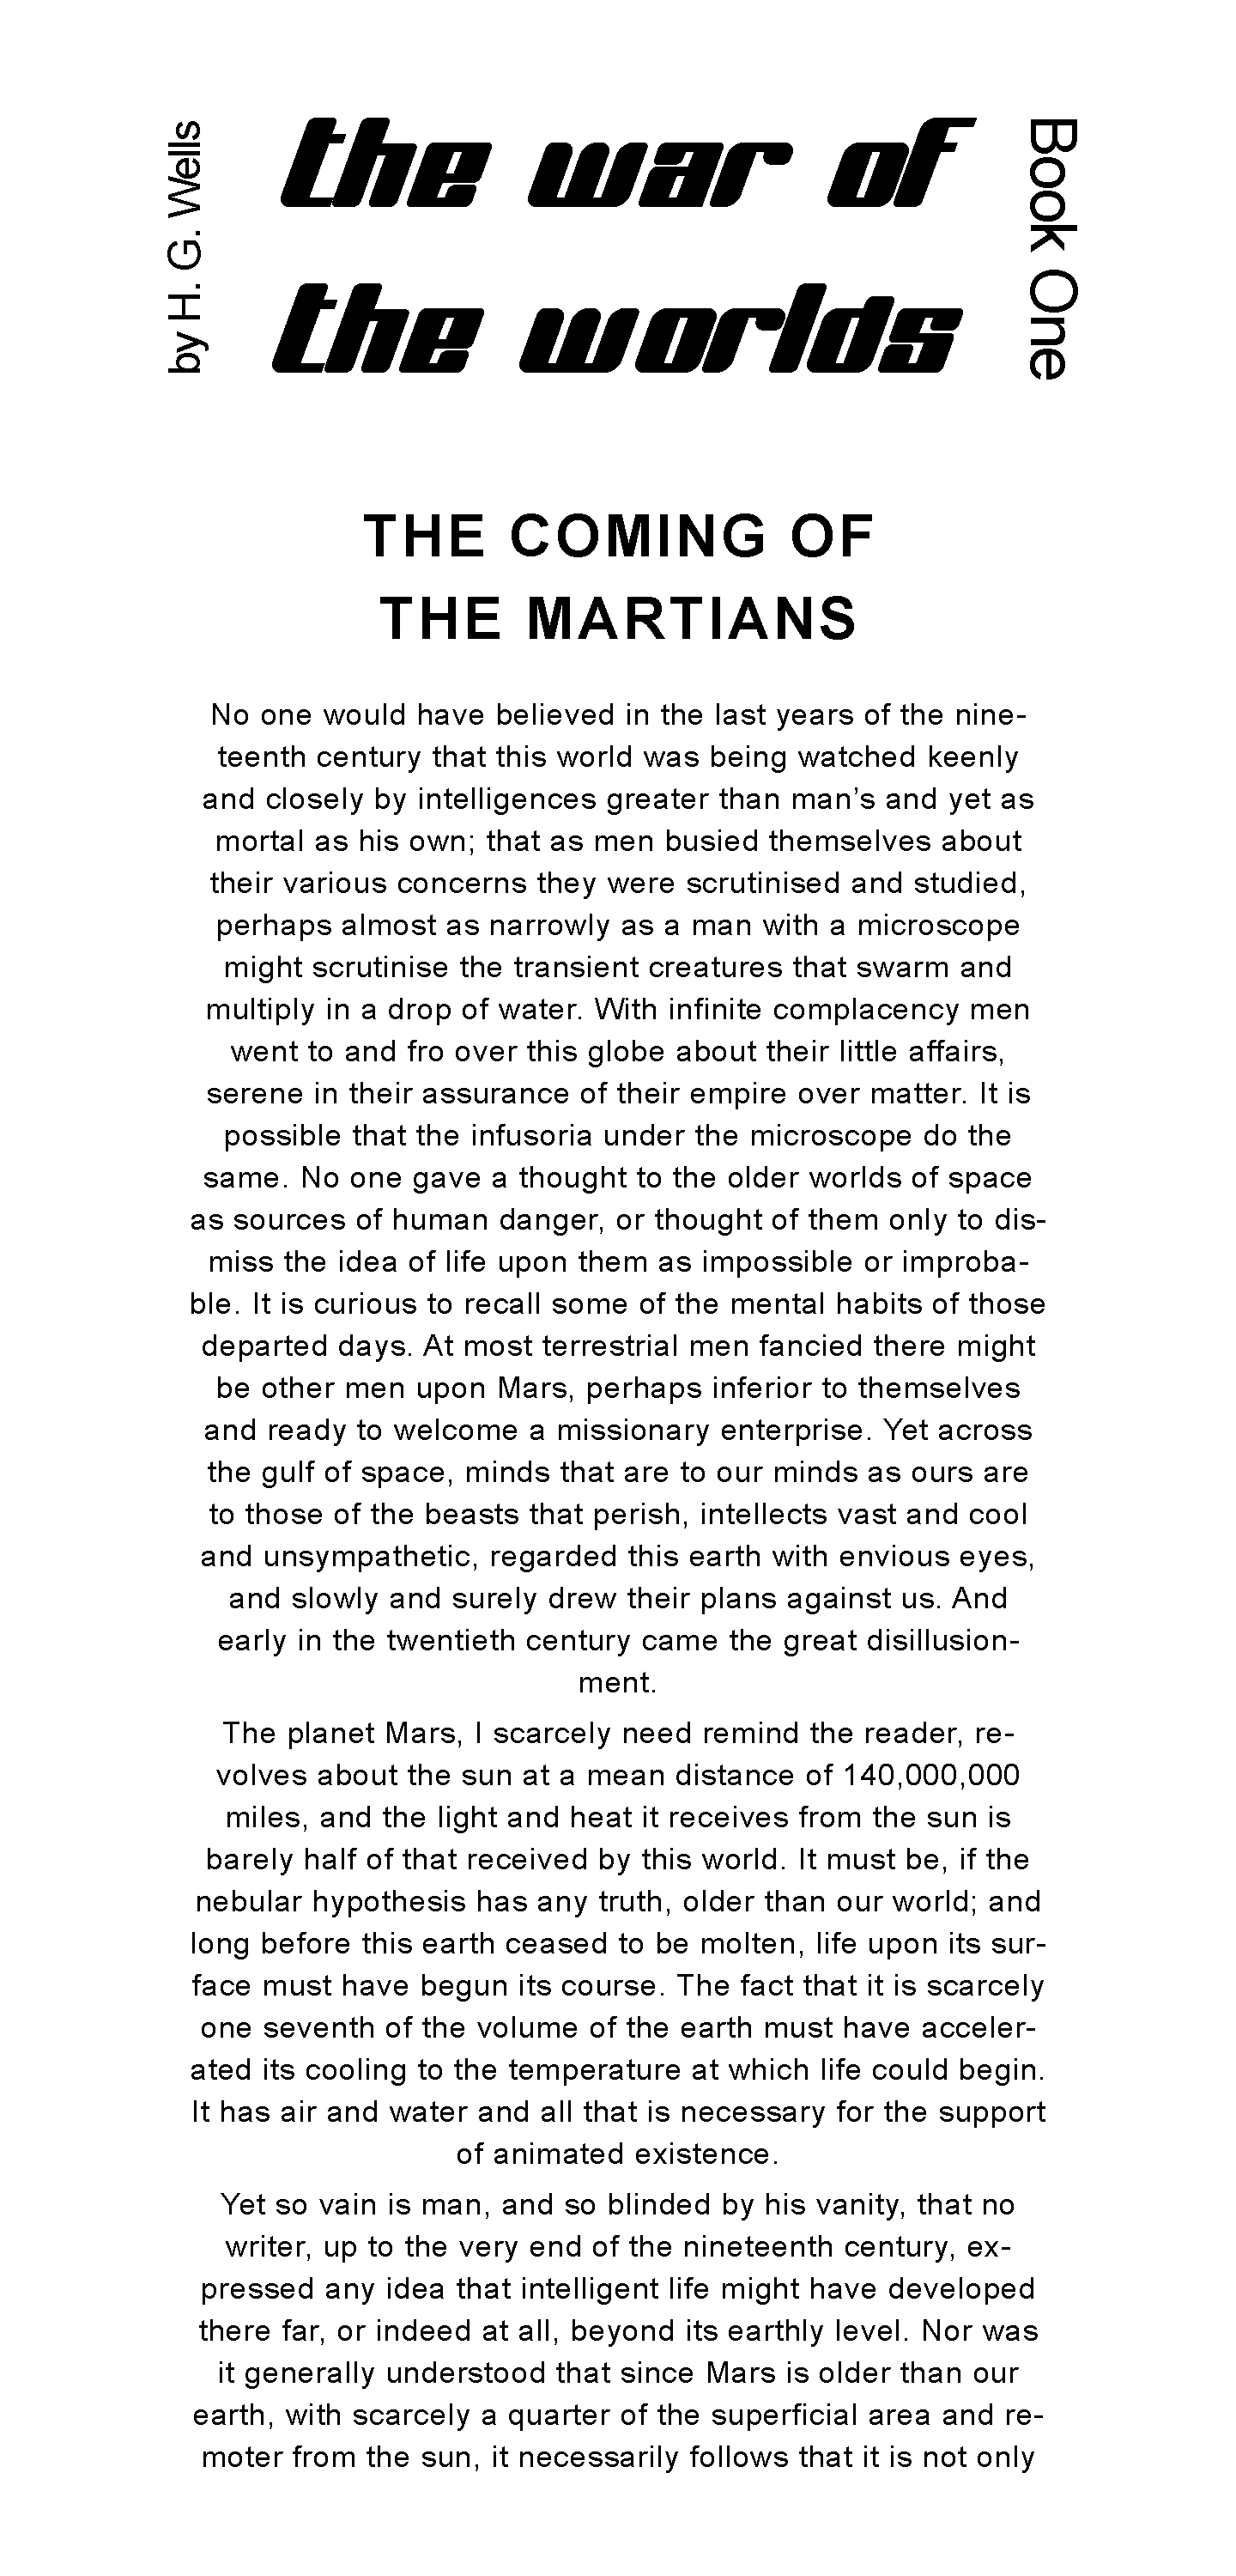 by H. G. Wells
the war of
the worlds
Book One
THE COMING OF
THE MARTIANS
No one would have believed in the last years of the nine-
teenth century that this world was being watched keenly
and closely by intelligences greater than man’s and yet as
mortal as his own; that as men busied themselves about
their various concerns they were scrutinised and studied,
perhaps almost as narrowly as a man with a microscope
might scrutinise the transient creatures that swarm and
multiply in a drop of water. With infinite complacency men
went to and fro over this globe about their little affairs,
serene in their assurance of their empire over matter. It is
possible that the infusoria under the microscope do the
same. No one gave a thought to the older worlds of space
as sources of human danger, or thought of them only to dis-
miss the idea of life upon them as impossible or improba-
ble. It is curious to recall some of the mental habits of those
departed days. At most terrestrial men fancied there might
be other men upon Mars, perhaps inferior to themselves
and ready to welcome a missionary enterprise. Yet across
the gulf of space, minds that are to our minds as ours are
to those of the beasts that perish, intellects vast and cool
and unsympathetic, regarded this earth with envious eyes,
and slowly and surely drew their plans against us. And
early in the twentieth century came the great disillusion-
ment.
The planet Mars, I scarcely need remind the reader, re-
volves about the sun at a mean distance of 140,000,000
miles, and the light and heat it receives from the sun is
barely half of that received by this world. It must be, if the
nebular hypothesis has any truth, older than our world; and
long before this earth ceased to be molten, life upon its sur-
face must have begun its course. The fact that it is scarcely
one seventh of the volume of the earth must have acceler-
ated its cooling to the temperature at which life could begin.
It has air and water and all that is necessary for the support
of animated existence.
Yet so vain is man, and so blinded by his vanity, that no
writer, up to the very end of the nineteenth century, ex-
pressed any idea that intelligent life might have developed
there far, or indeed at all, beyond its earthly level. Nor was
it generally understood that since Mars is older than our
earth, with scarcely a quarter of the superficial area and re-
moter from the sun, it necessarily follows that it is not only